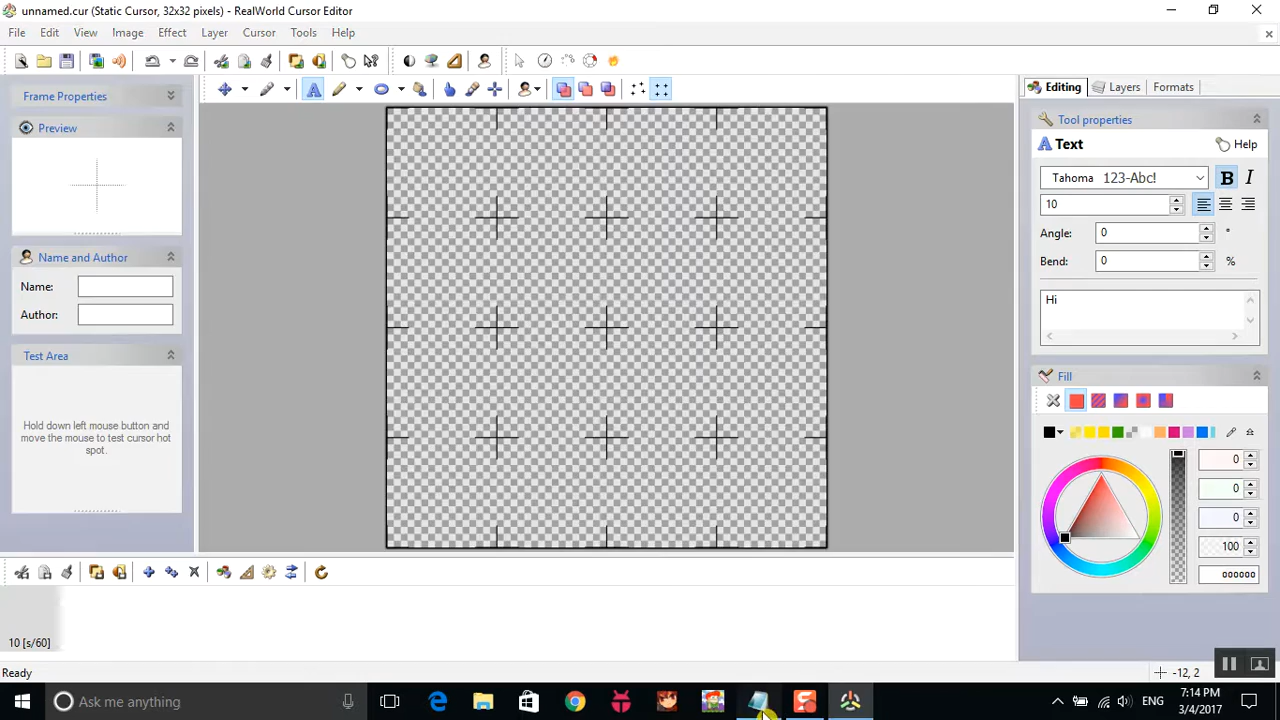 unnamed.cur (Static Cursor, 32x32 pixels) - RealWorld Cursor Editor
File Edit View Image Effect Layer Cursor Tools Help
Frame Properties
Preview
Name and Author
Name:
Author:
Test Area
Hold down left mouse button and
move the mouse to test cursor hot
spot.
Editing Layers Formats
Tool properties
A Text Help
Tahoma 123-Abc! B I
10
Angle: 0 °
Bend: 0 %
Hi
Fill
0
0
0
100
000000
10 [s/60]
Ready
-12, 2
Ask me anything
ENG
7:14 PM
3/4/2017